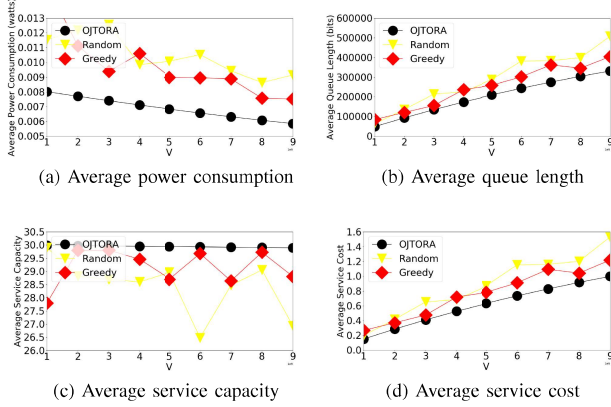 Average Power Consumption (watts)
0.013
0.012
0.011
0.010
0.009
0.008
0.007
0.006
0.005
OJTORA
Random
Greedy
1 2 3 4 5 6 7 8 9
V
(a) Average power consumption
Average Queue Length (bits)
600000
500000
400000
300000
200000
100000
0
OJTORA
Random
Greedy
1 2 3 4 5 6 7 8 9
V
(b) Average queue length
Average Service Capacity
30.5
30.0
29.5
29.0
28.5
28.0
27.5
27.0
26.5
26.0
OJTORA
Random
Greedy
1 2 3 4 5 6 7 8 9
V
(c) Average service capacity
Average Service Cost
1.6
1.4
1.2
1.0
0.8
0.6
0.4
0.2
0.0
OJTORA
Random
Greedy
1 2 3 4 5 6 7 8 9
V
(d) Average service cost